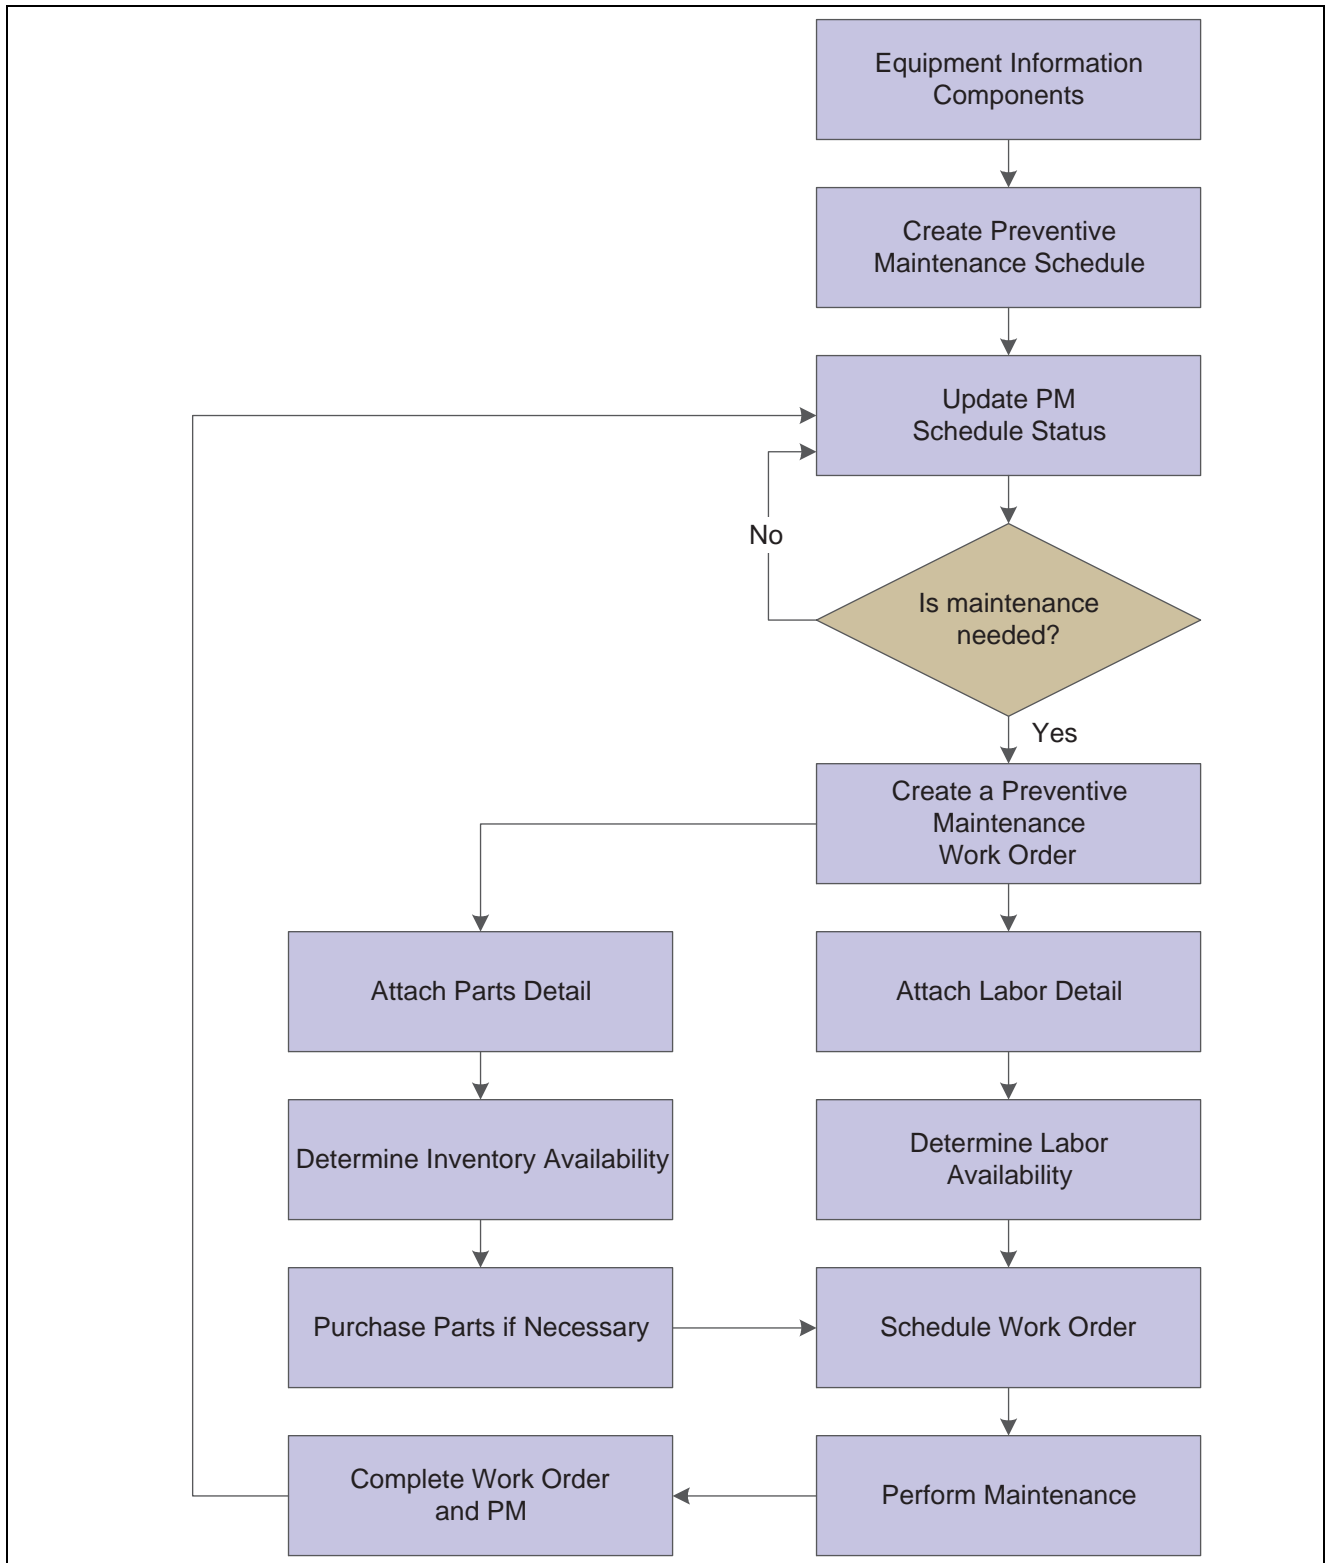 Equipment Information
Components
Create Preventive
Maintenance Schedule
Update PM
Schedule Status
No
Is maintenance
needed?
Yes
Create a Preventive
Maintenance
Work Order
Attach Parts Detail
Attach Labor Detail
Determine Inventory Availability
Determine Labor
Availability
Purchase Parts if Necessary
Schedule Work Order
Complete Work Order
and PM
Perform Maintenance